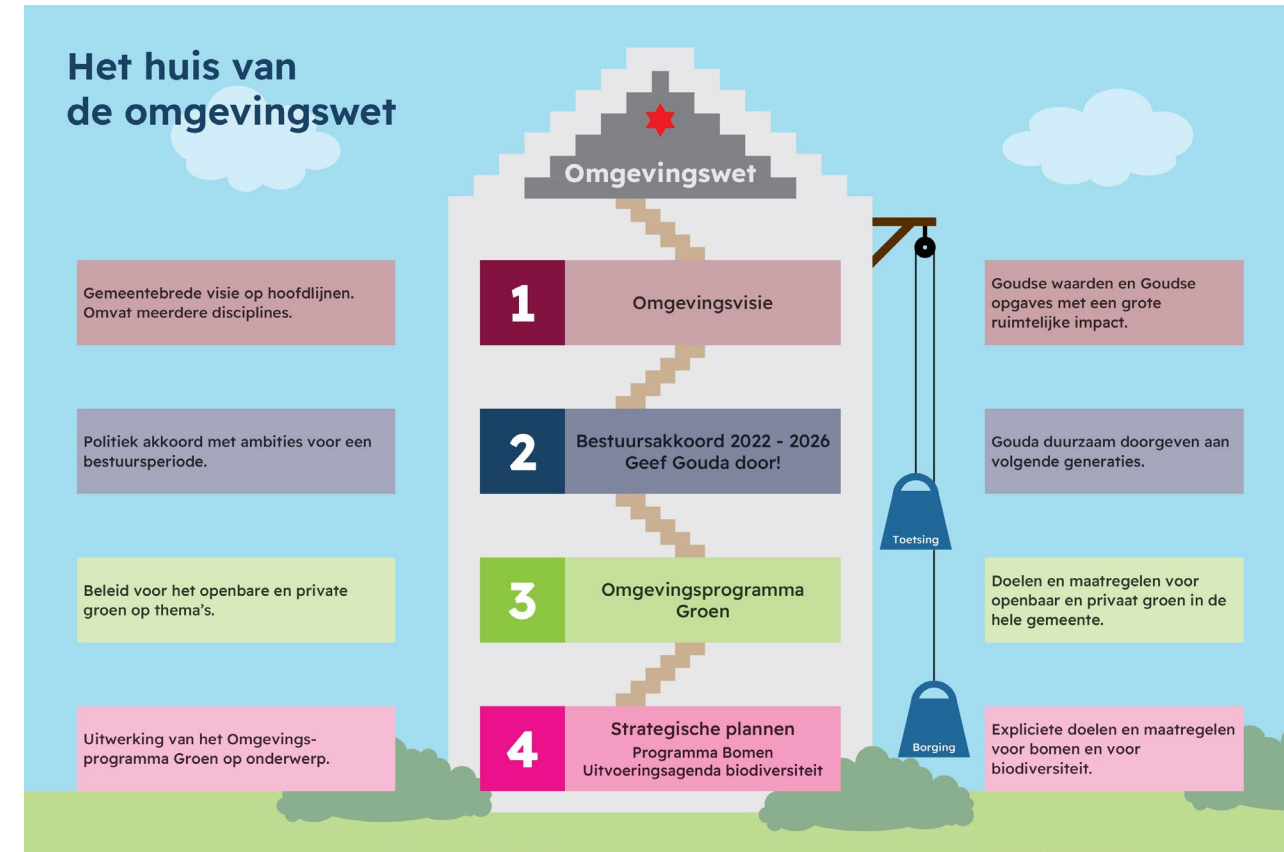 Het huis van
de omgevingswet
Omgevingswet
Gemeentebrede visie op hoofdlijnen.
Omvat meerdere disciplines.
1
Omgevingsvisie
Goudse waarden en Goudse
opgaves met een grote
ruimtelijke impact.
Politiek akkoord met ambities voor een
bestuursperiode.
2
Bestuursakkoord 2022 - 2026
Geef Gouda door!
Gouda duurzaam doorgeven aan
volgende generaties.
Toetsing
Beleid voor het openbare en private
groen op thema's.
3
Omgevingsprogramma
Groen
Doelen en maatregelen voor
openbaar en privaat groen in de
hele gemeente.
Uitwerking van het Omgevings-
programma Groen op onderwerp.
4
Strategische plannen
Programma Bomen
Uitvoeringsagenda biodiversiteit
Borging
Expliciete doelen en maatregelen
voor bomen en voor
biodiversiteit.